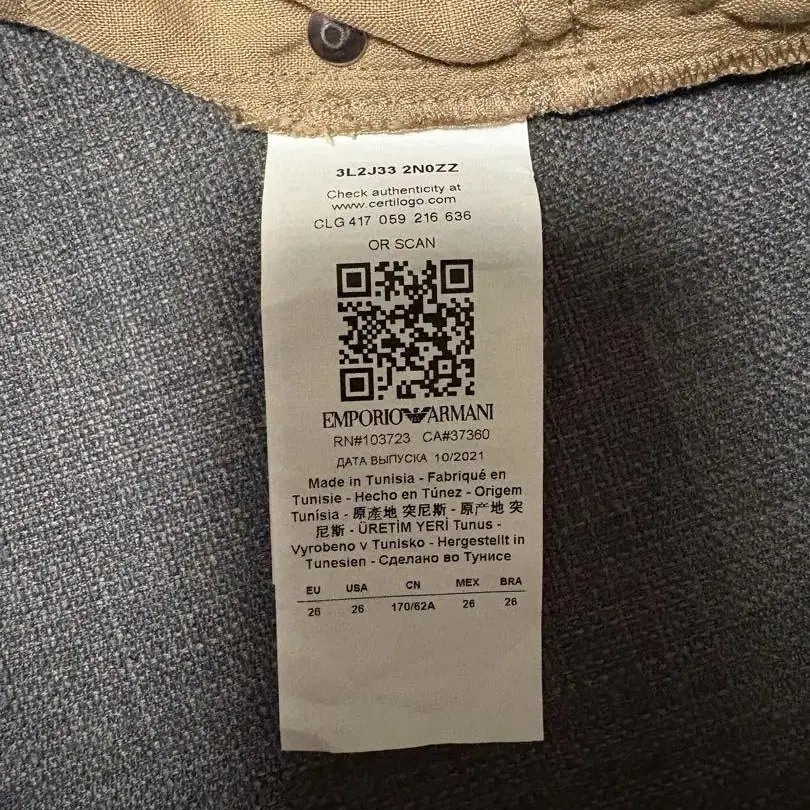 3L2J33 2N0ZZ
Check authenticity at
www.certilogo.com
CLG 417 059 216 636
OR SCAN
EMPORIO ARMANI
RN#103723 CA#37360
ДАТА ВЫПУСКА 10/2021
Made in Tunisia - Fabriqué en
Tunisie - Hecho en Túnez - Origem
Tunísia - 原產地 突尼斯 - 原产地 突
尼斯 - ÜRETİM YERİ Tunus -
Vyrobeno v Tunisko - Hergestellt in
Tunesien - Сделано во Тунисе
EU USA CN MEX BRA
26 26 170/62A 26 26